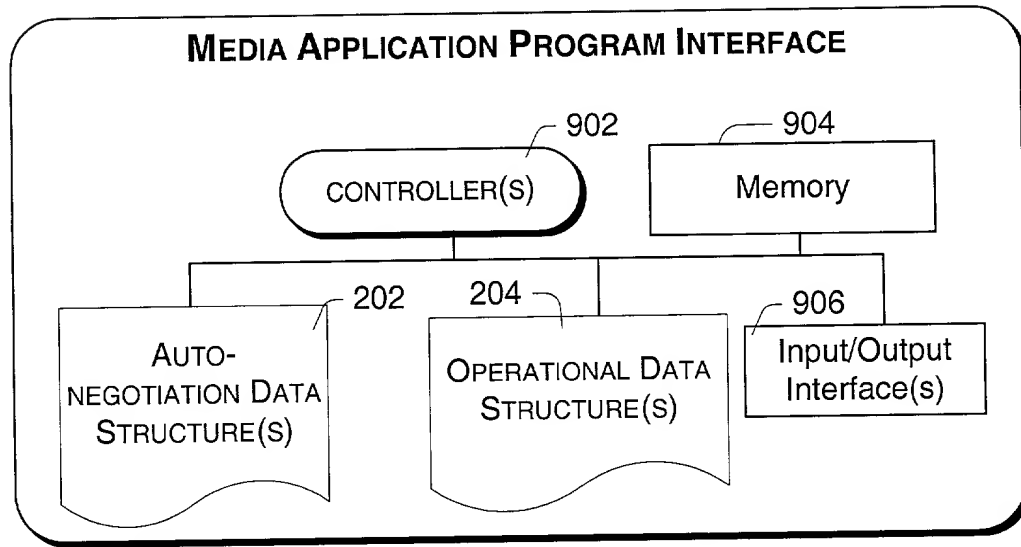 MEDIA APPLICATION PROGRAM INTERFACE
902
904
CONTROLLER(S)
Memory
202
204
906
AUTO-
NEGOTIATION DATA
STRUCTURE(S)
OPERATIONAL DATA
STRUCTURE(S)
Input/Output
Interface(s)